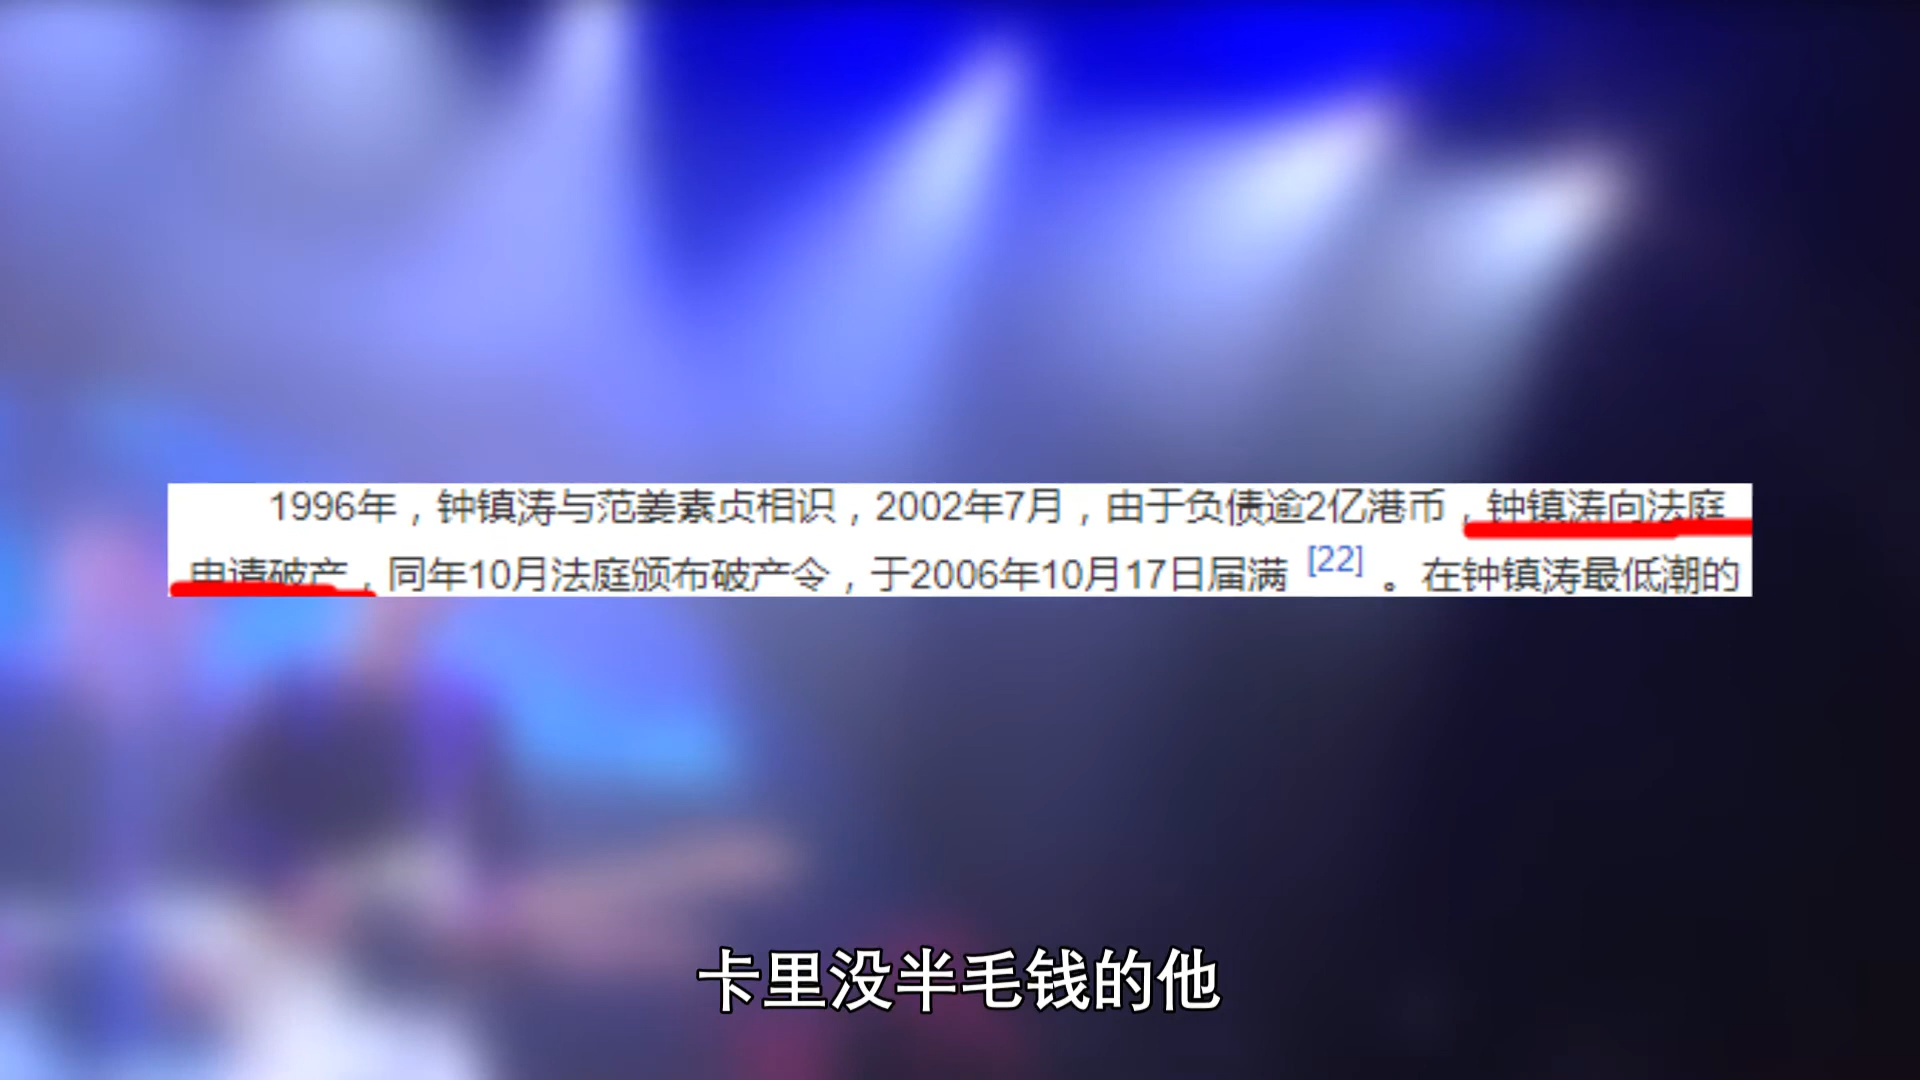 1996年，钟镇涛与范姜素贞相识，2002年7月，由于负债逾2亿港币，钟镇涛向法庭
申请破产，同年10月法庭颁布破产令，于2006年10月17日届满 [22] 。在钟镇涛最低潮的
卡里没半毛钱的他